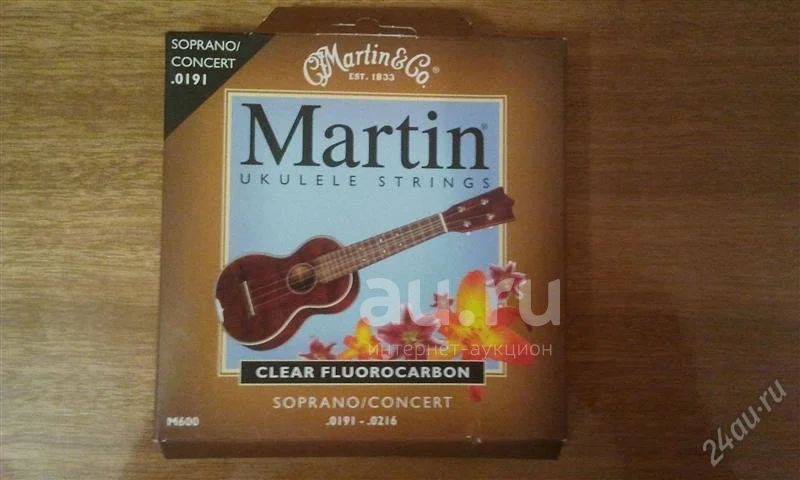 SOPRANO/
CONCERT
.0191
CFMartin & Co.®
EST. 1833
Martin®
UKULELE STRINGS
au.ru
интернет-аукцион
CLEAR FLUOROCARBON
SOPRANO/CONCERT
.0191 - .0216
M600
24au.ru